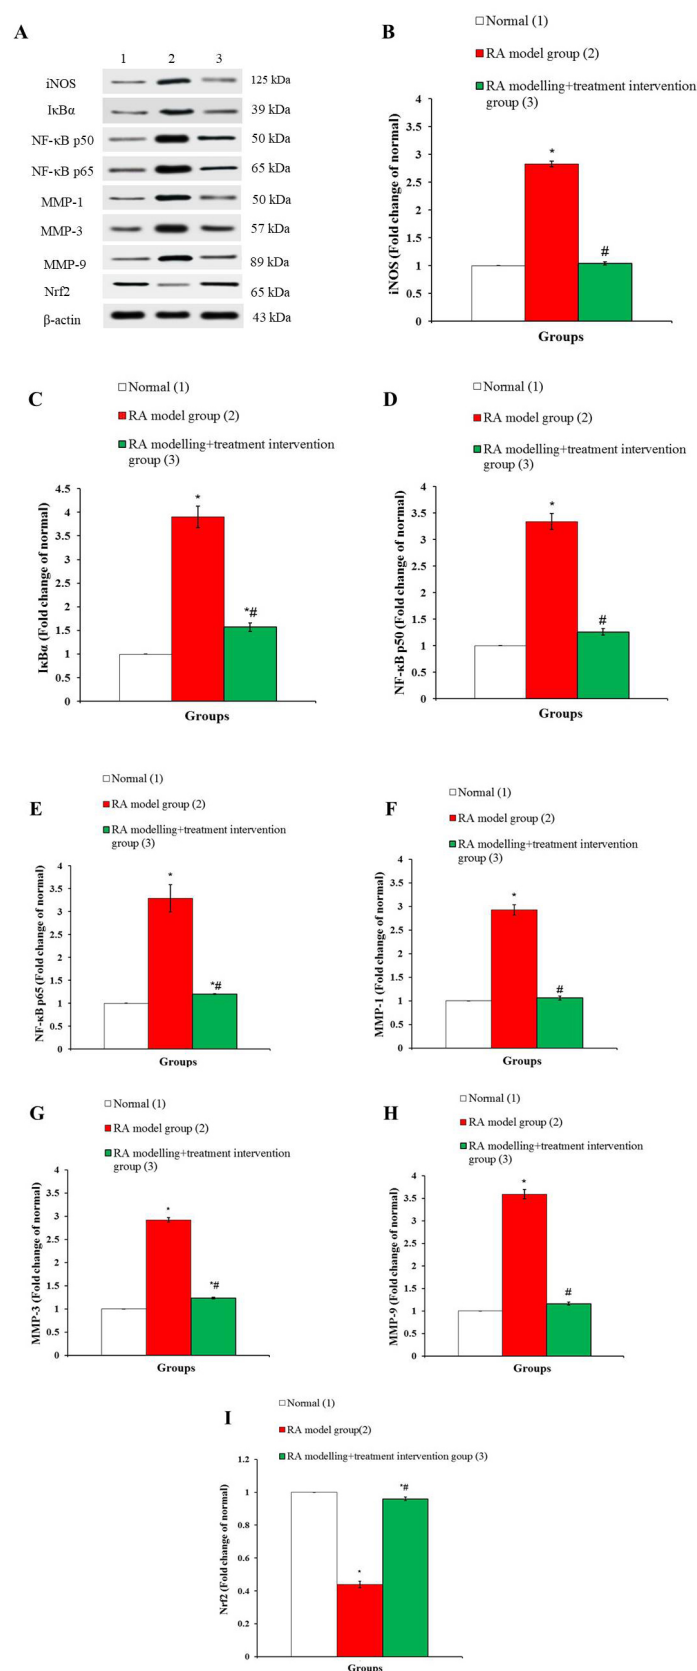 A
1 2 3
iNOS 125 kDa
IκBα 39 kDa
NF-κB p50 50 kDa
NF-κB p65 65 kDa
MMP-1 50 kDa
MMP-3 57 kDa
MMP-9 89 kDa
Nrf2 65 kDa
β-actin 43 kDa
B
Normal (1)
RA model group (2)
RA modelling+treatment intervention
group (3)
iNOS (Fold change of normal)
4
3.5
3
2.5
2
1.5
1
0.5
0
*
#
Groups
C
Normal (1)
RA model group (2)
RA modelling+treatment intervention
group (3)
IκBα (Fold change of normal)
4.5
4
3.5
3
2.5
2
1.5
1
0.5
0
*
*#
Groups
D
Normal (1)
RA model group (2)
RA modelling+treatment intervention
group (3)
NF-κB p50 (Fold change of normal)
4
3.5
3
2.5
2
1.5
1
0.5
0
*
#
Groups
E
Normal (1)
RA model group (2)
RA modelling+treatment intervention
group (3)
NF-κB p65 (Fold change of normal)
4
3.5
3
2.5
2
1.5
1
0.5
0
*
*#
Groups
F
Normal (1)
RA model group (2)
RA modelling+treatment intervention
group (3)
MMP-1 (Fold change of normal)
4
3.5
3
2.5
2
1.5
1
0.5
0
*
#
Groups
G
Normal (1)
RA model group (2)
RA modelling+treatment intervention
group (3)
MMP-3 (Fold change of normal)
4
3.5
3
2.5
2
1.5
1
0.5
0
*
*#
Groups
H
Normal (1)
RA model group (2)
RA modelling+treatment intervention
group (3)
MMP-9 (Fold change of normal)
4
3.5
3
2.5
2
1.5
1
0.5
0
*
#
Groups
I
Normal (1)
RA model group(2)
RA modelling+treatment intervention goup (3)
Nrf2 (Fold change of normal)
1.2
1
0.8
0.6
0.4
0.2
0
*
*#
Groups